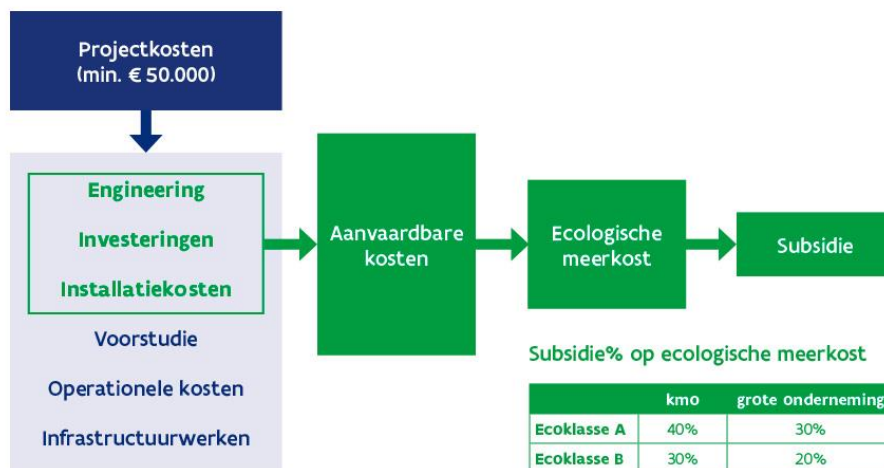 Projectkosten
(min. € 50.000)
Engineering
Investeringen
Installatiekosten
Voorstudie
Operationele kosten
Infrastructuurwerken
Aanvaardbare
kosten
Ecologische
meerkost
Subsidie
Subsidie% op ecologische meerkost
kmo grote onderneming
Ecoklasse A 40% 30%
Ecoklasse B 30% 20%